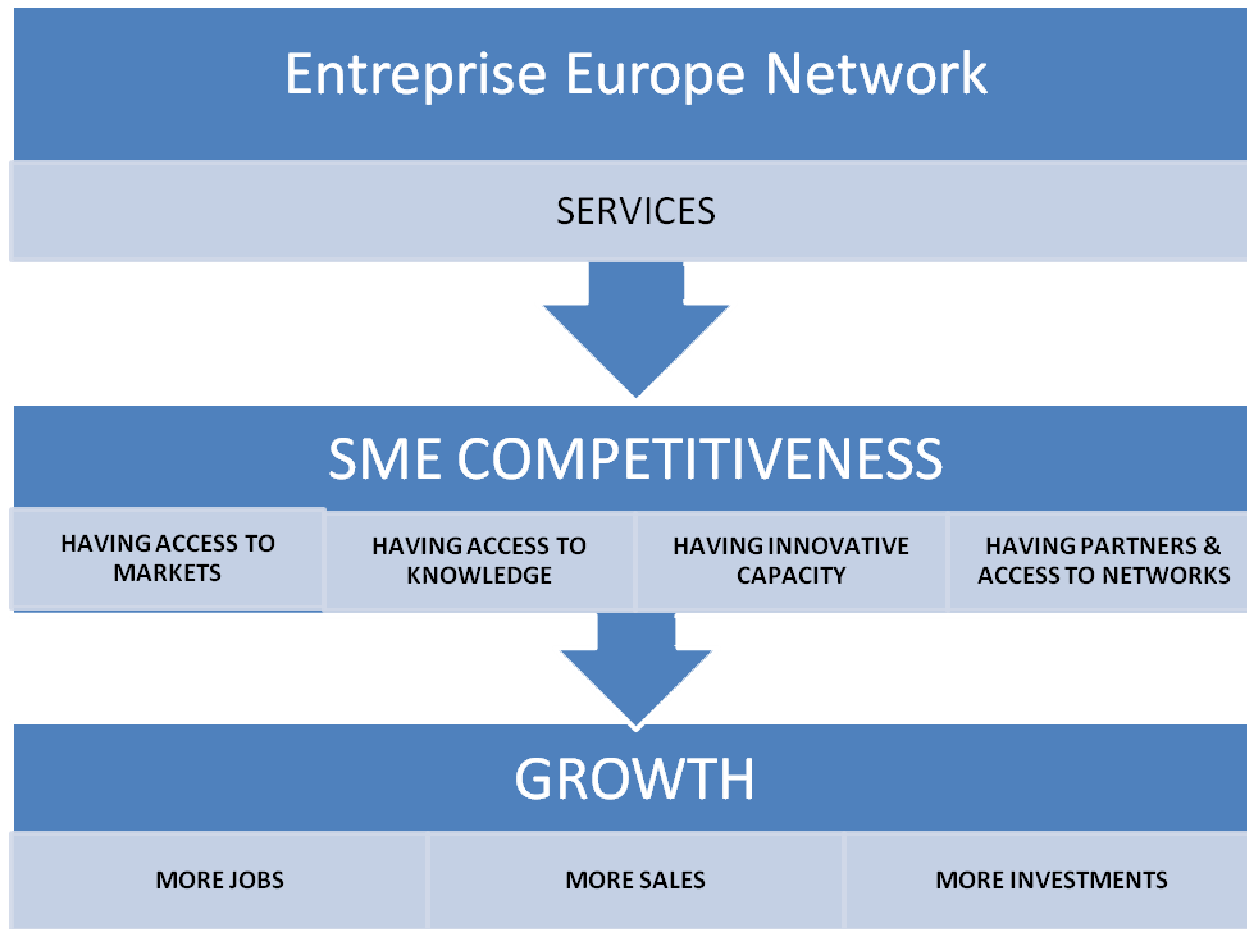 Entreprise Europe Network
SERVICES
SME COMPETITIVENESS
HAVING ACCESS TO
MARKETS
HAVING ACCESS TO
KNOWLEDGE
HAVING INNOVATIVE
CAPACITY
HAVING PARTNERS &
ACCESS TO NETWORKS
GROWTH
MORE JOBS
MORE SALES
MORE INVESTMENTS